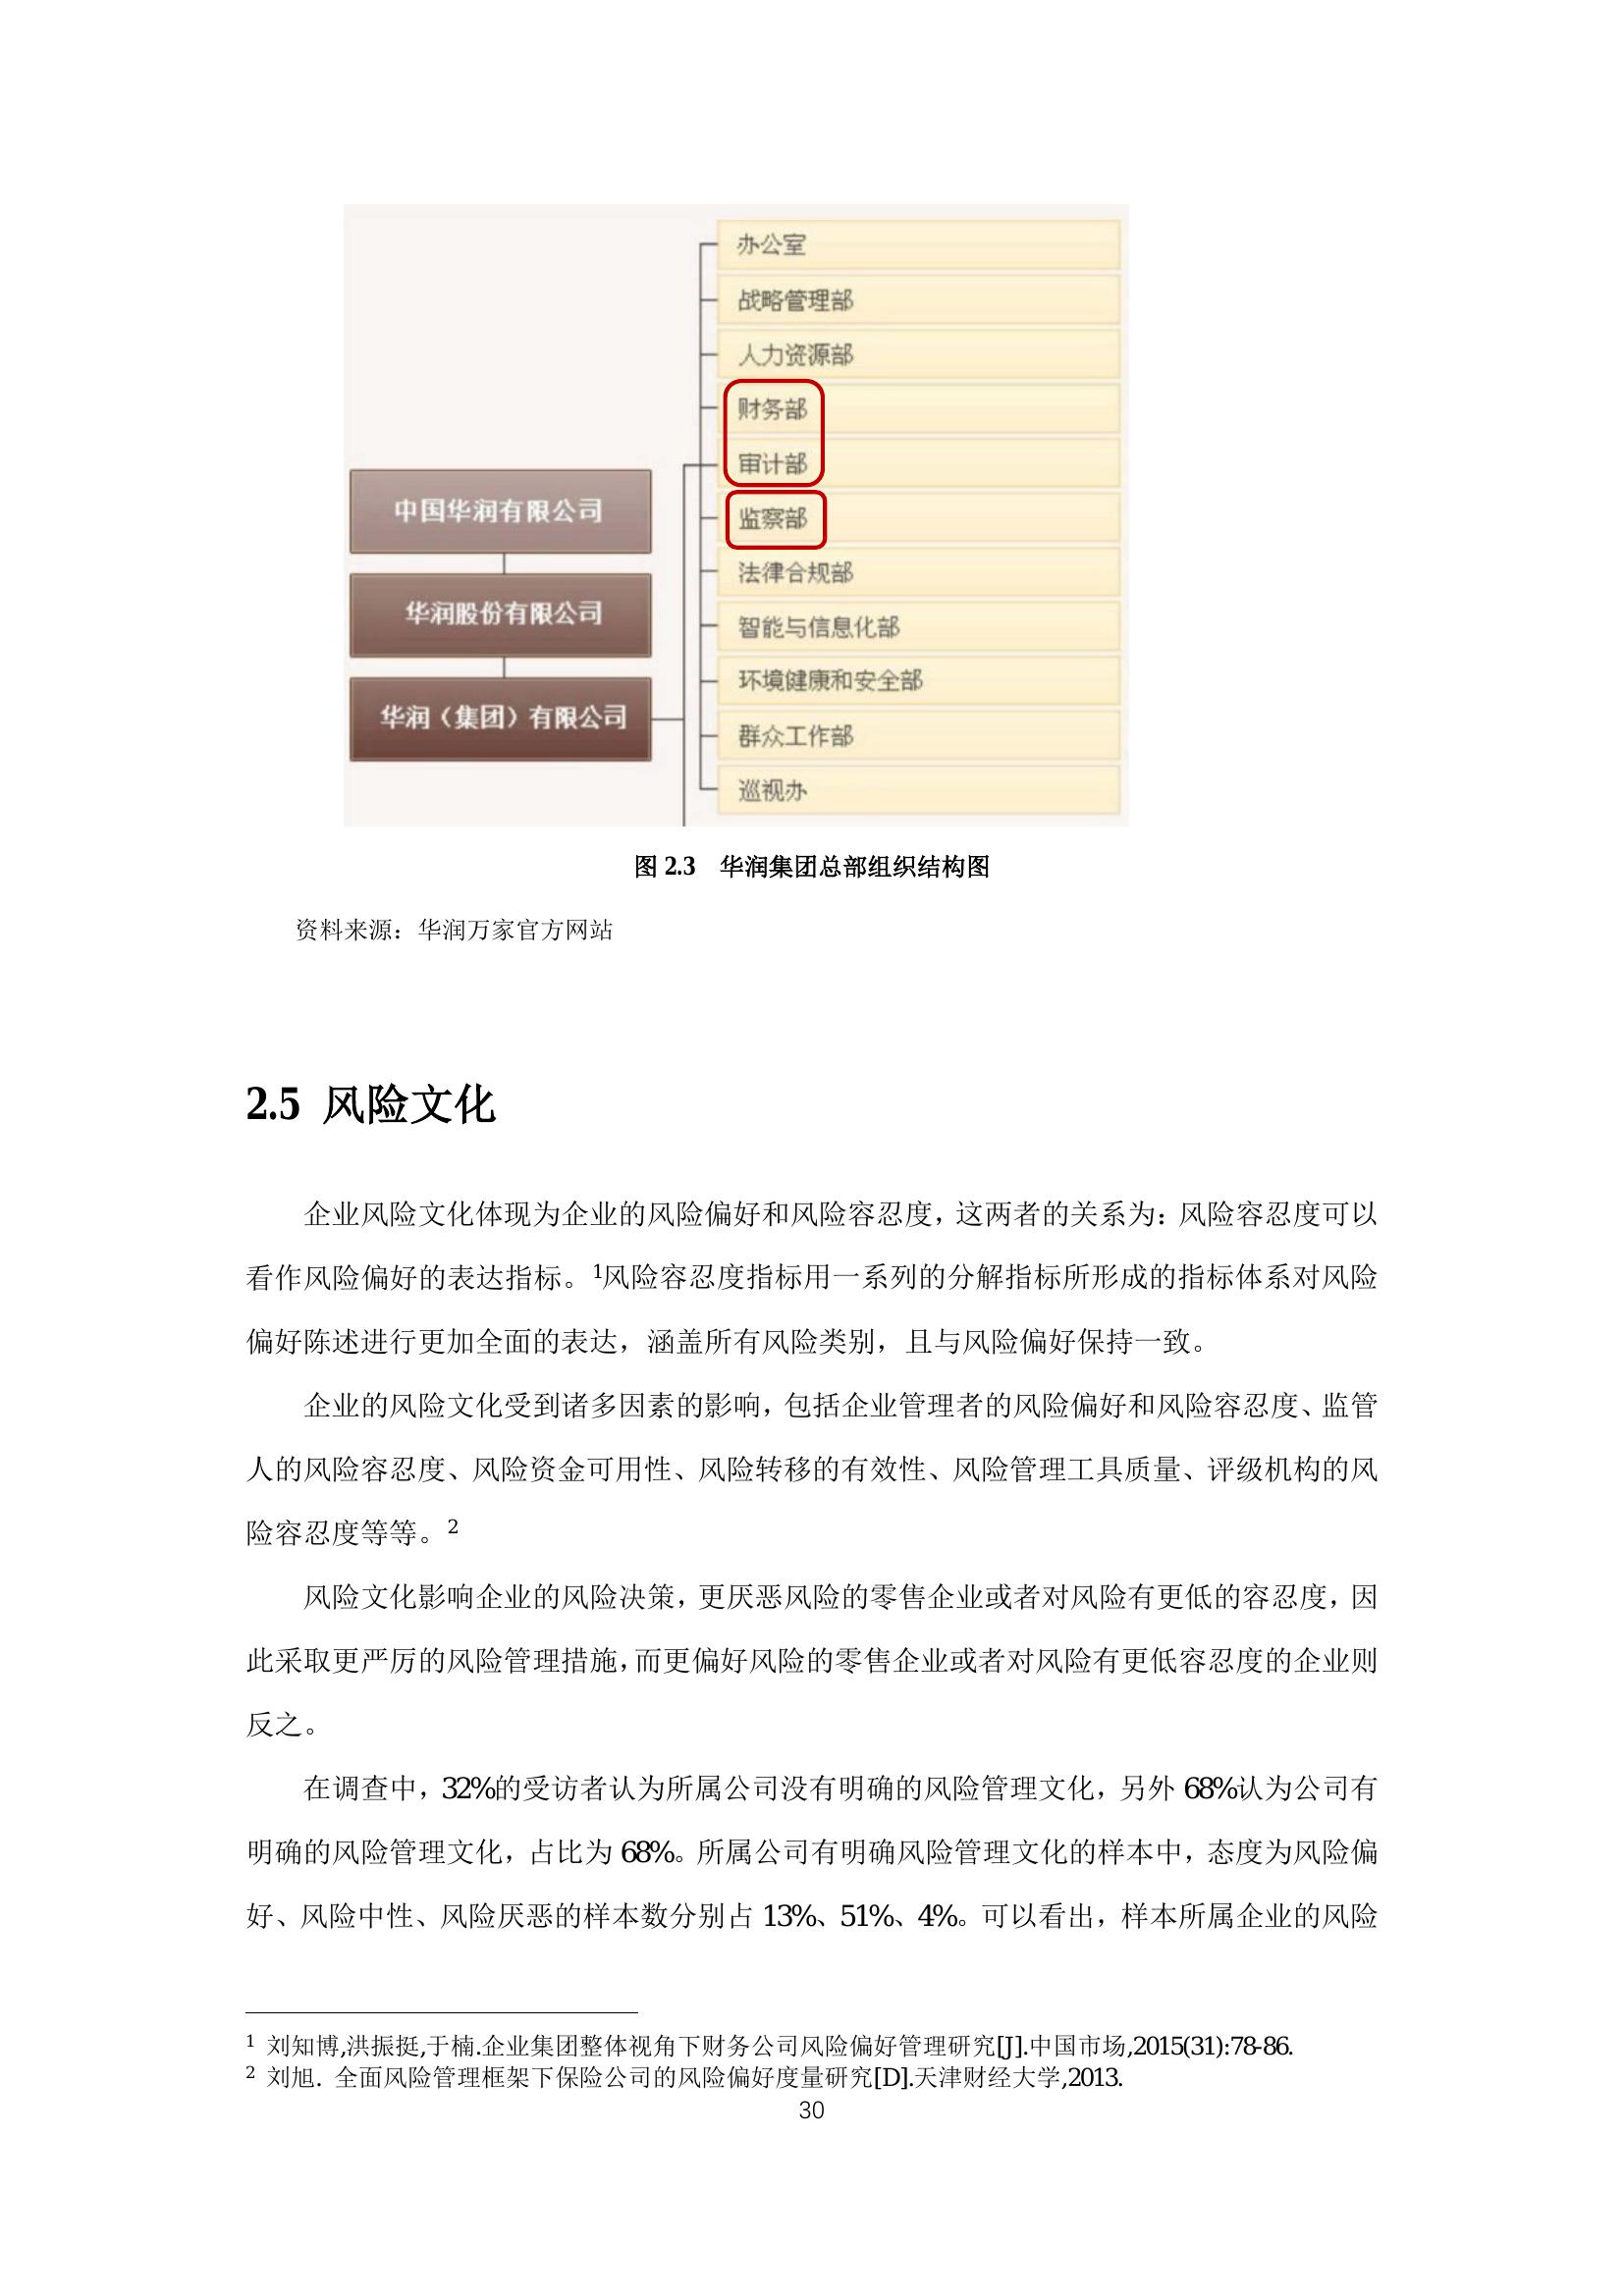 办公室
战略管理部
人力资源部
财务部
审计部
监察部
法律合规部
智能与信息化部
环境健康和安全部
群众工作部
巡视办
中国华润有限公司
华润股份有限公司
华润（集团）有限公司
图 2.3　华润集团总部组织结构图
资料来源：华润万家官方网站
2.5 风险文化
企业风险文化体现为企业的风险偏好和风险容忍度，这两者的关系为：风险容忍度可以
看作风险偏好的表达指标。1风险容忍度指标用一系列的分解指标所形成的指标体系对风险
偏好陈述进行更加全面的表达，涵盖所有风险类别，且与风险偏好保持一致。
企业的风险文化受到诸多因素的影响，包括企业管理者的风险偏好和风险容忍度、监管
人的风险容忍度、风险资金可用性、风险转移的有效性、风险管理工具质量、评级机构的风
险容忍度等等。2
风险文化影响企业的风险决策，更厌恶风险的零售企业或者对风险有更低的容忍度，因
此采取更严厉的风险管理措施，而更偏好风险的零售企业或者对风险有更低容忍度的企业则
反之。
在调查中，32%的受访者认为所属公司没有明确的风险管理文化，另外 68%认为公司有
明确的风险管理文化，占比为 68%。所属公司有明确风险管理文化的样本中，态度为风险偏
好、风险中性、风险厌恶的样本数分别占 13%、51%、4%。可以看出，样本所属企业的风险
1 刘知博,洪振挺,于楠.企业集团整体视角下财务公司风险偏好管理研究[J].中国市场,2015(31):78-86.
2 刘旭. 全面风险管理框架下保险公司的风险偏好度量研究[D].天津财经大学,2013.
30